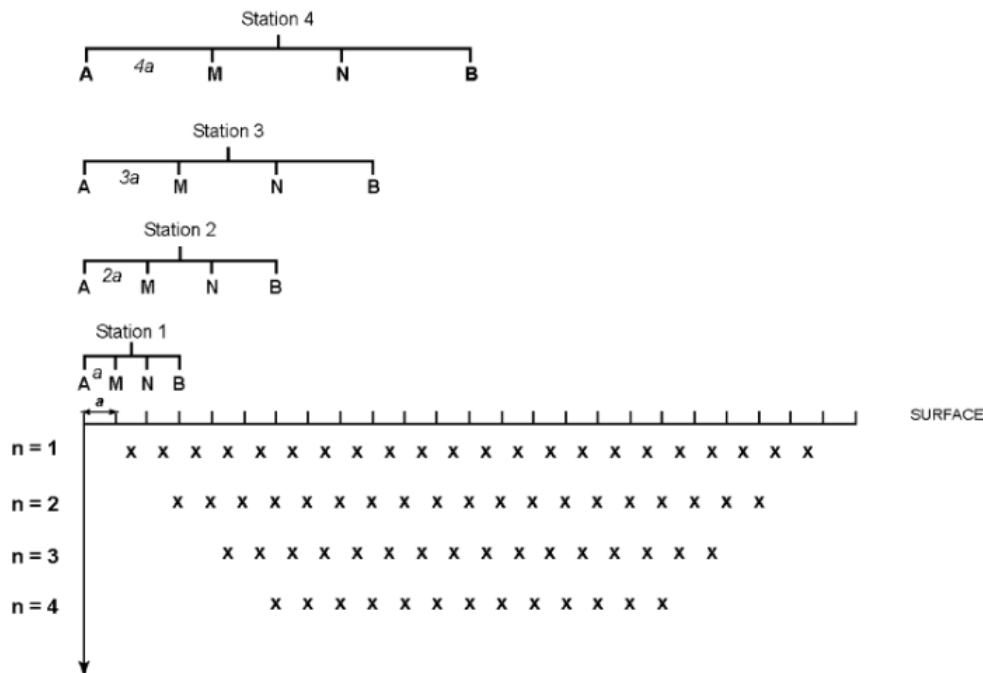 Station 4
4a
A M N B
Station 3
3a
A M N B
Station 2
2a
A M N B
Station 1
a
A M N B
a
SURFACE
n = 1 x x x x x x x x x x x x x x x x x x x x x x
n = 2 x x x x x x x x x x x x x x x x x x x
n = 3 x x x x x x x x x x x x x x x x
n = 4 x x x x x x x x x x x x x